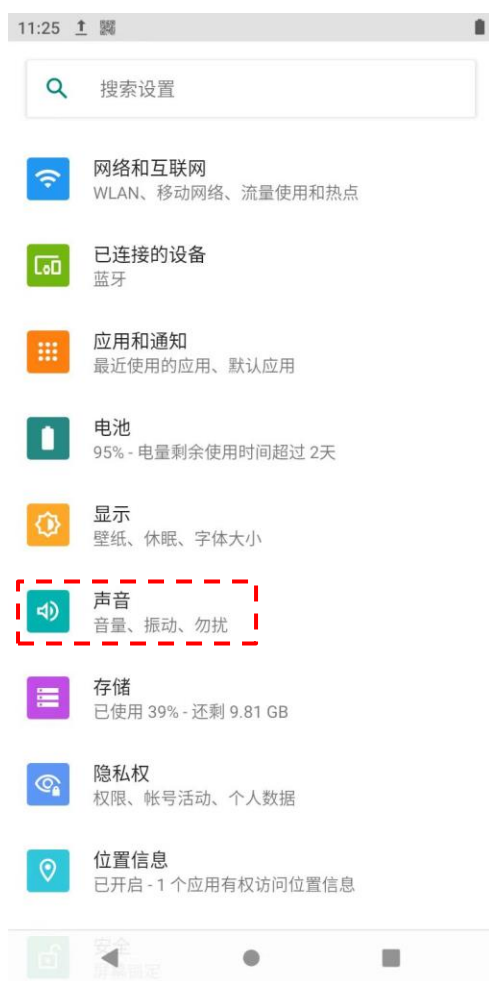 11:25
搜索设置
网络和互联网
WLAN、移动网络、流量使用和热点
已连接的设备
蓝牙
应用和通知
最近使用的应用、默认应用
电池
95% - 电量剩余使用时间超过 2天
显示
壁纸、休眠、字体大小
声音
音量、振动、勿扰
存储
已使用 39% - 还剩 9.81 GB
隐私权
权限、帐号活动、个人数据
位置信息
已开启 - 1 个应用有权访问位置信息
安全
屏幕锁定